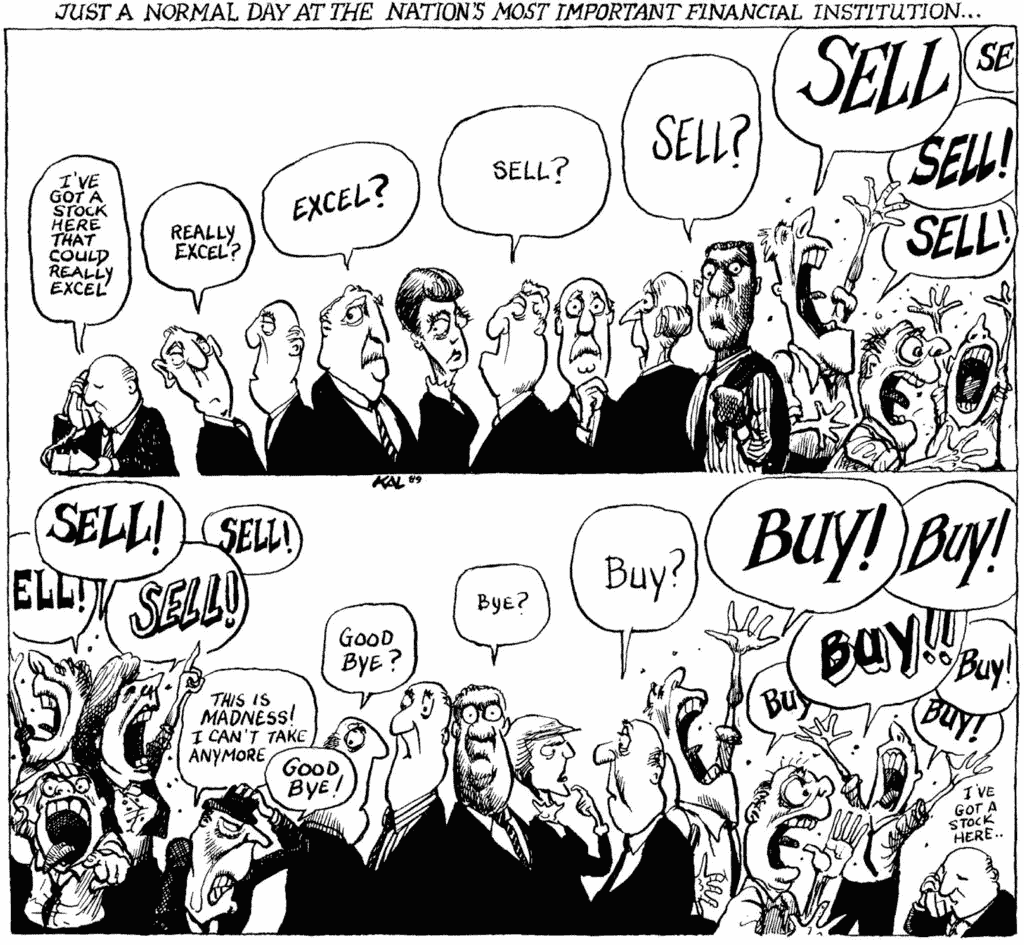 JUST A NORMAL DAY AT THE NATION'S MOST IMPORTANT FINANCIAL INSTITUTION...
I'VE
GOT A
STOCK
HERE
THAT
COULD
REALLY
EXCEL
REALLY
EXCEL?
EXCEL?
SELL?
SELL?
SELL
SE
SELL!
SELL!
KAL '89
SELL!
SELL!
ELL!
SELL!
THIS IS
MADNESS!
I CAN'T TAKE
ANYMORE
GOOD
BYE!
GOOD
BYE?
BYE?
BUY?
BUY!
BUY!
BUY!!
BUY
BUY!
BUY!
I'VE
GOT A
STOCK
HERE..